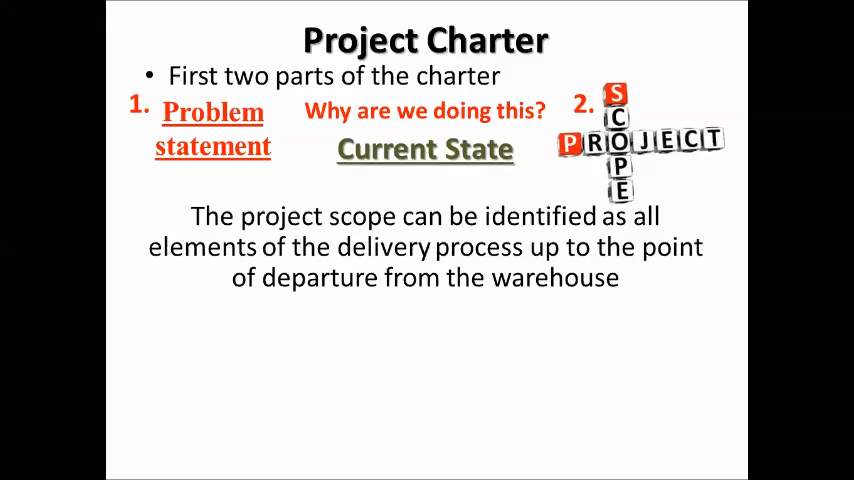 Project Charter
• First two parts of the charter
1. Problem statement
Why are we doing this?
Current State
2.
SCOPE
PROJECT
The project scope can be identified as all
elements of the delivery process up to the point
of departure from the warehouse